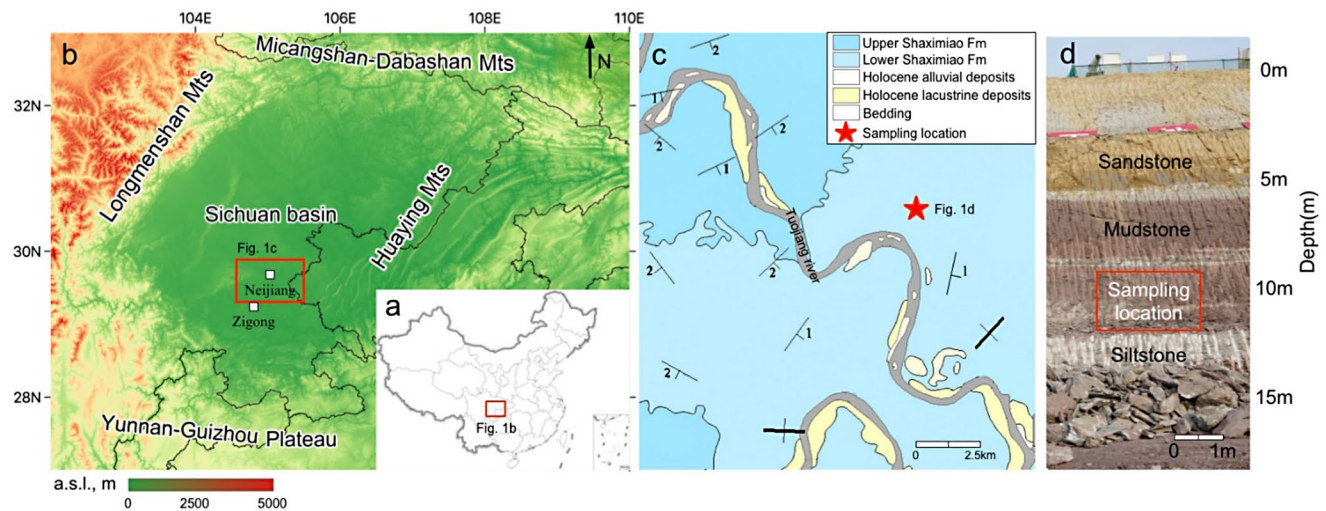 104E
106E
108E
110E
b
Micangshan-Dabashan Mts
N
32N
Longmenshan Mts
Huaying Mts
Sichuan basin
30N
Fig. 1c
Neijiang
Zigong
28N
Yunnan-Guizhou Plateau
a
Fig. 1b
a.s.l., m
0
2500
5000
c
Upper Shaximiao Fm
Lower Shaximiao Fm
Holocene alluvial deposits
Holocene lacustrine deposits
Bedding
Sampling location
2
1
2
2
1
Tuojiang river
Fig. 1d
2
2
1
1
2
0
2.5km
d
0m
Sandstone
5m
Mudstone
Depth(m)
10m
Sampling
location
Siltstone
15m
0
1m